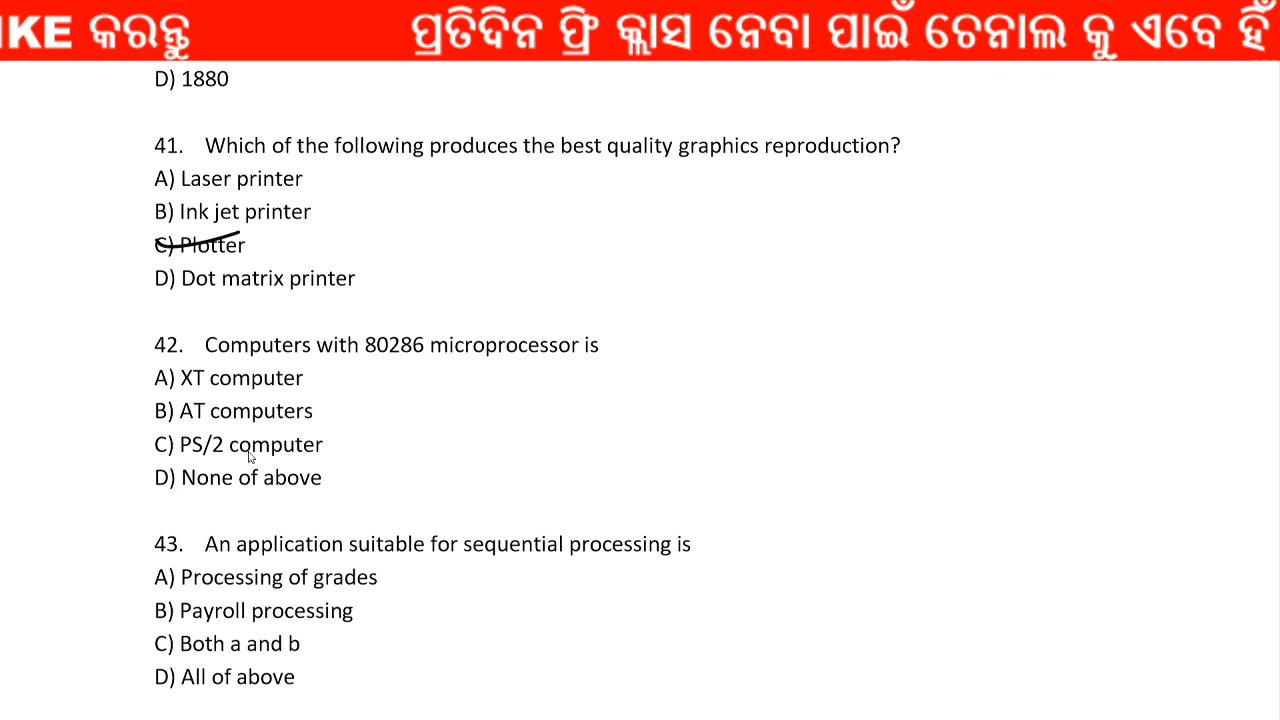 IKE କରନ୍ତୁ ପ୍ରତିଦିନ ଫ୍ରି କ୍ଲାସ ନେବା ପାଇଁ ଚେନାଲ କୁ ଏବେ ହିଁ
D) 1880
41. Which of the following produces the best quality graphics reproduction?
A) Laser printer
B) Ink jet printer
C) Plotter
D) Dot matrix printer
42. Computers with 80286 microprocessor is
A) XT computer
B) AT computers
C) PS/2 computer
D) None of above
43. An application suitable for sequential processing is
A) Processing of grades
B) Payroll processing
C) Both a and b
D) All of above